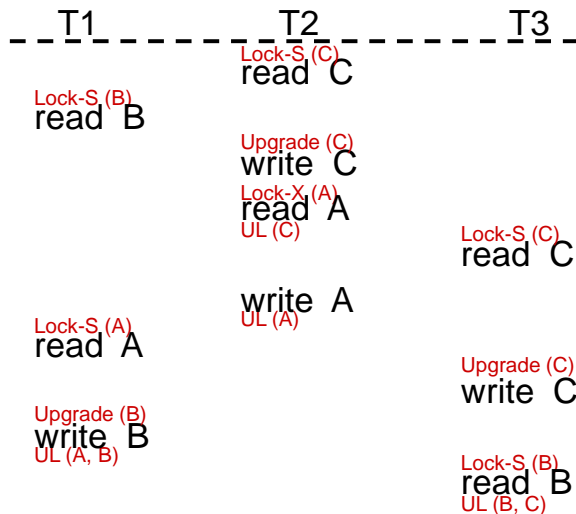 T1 T2 T3
Lock-S (C)
read C
Lock-S (B)
read B
Upgrade (C)
write C
Lock-X (A)
read A
UL (C)
Lock-S (C)
read C
write A
UL (A)
Lock-S (A)
read A
Upgrade (C)
write C
Upgrade (B)
write B
UL (A, B)
Lock-S (B)
read B
UL (B, C)